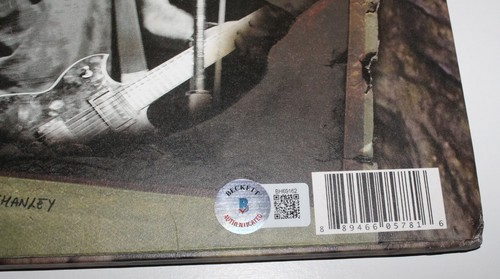 HANLEY
BECKETT
B
AUTHENTICATED
BH69162
8 89466 05781 6